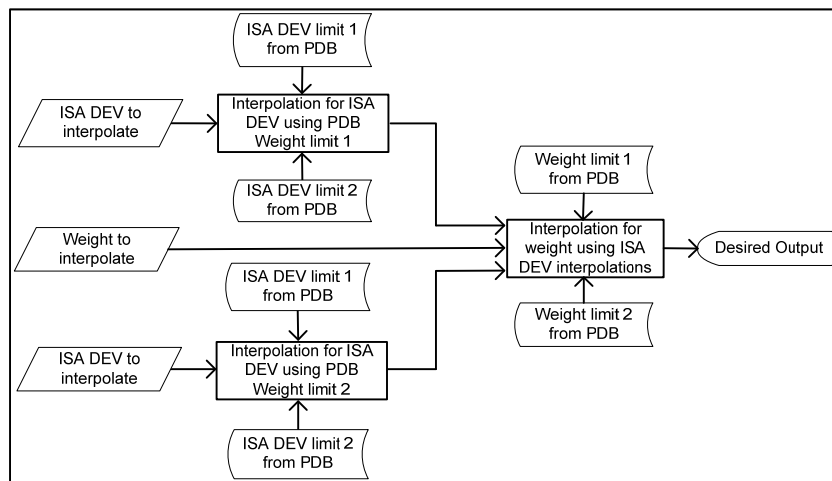 ISA DEV limit 1
from PDB
ISA DEV to
interpolate
Interpolation for ISA
DEV using PDB
Weight limit 1
ISA DEV limit 2
from PDB
Weight limit 1
from PDB
Weight to
interpolate
Interpolation for
weight using ISA
DEV interpolations
Desired Output
ISA DEV limit 1
from PDB
Weight limit 2
from PDB
ISA DEV to
interpolate
Interpolation for ISA
DEV using PDB
Weight limit 2
ISA DEV limit 2
from PDB